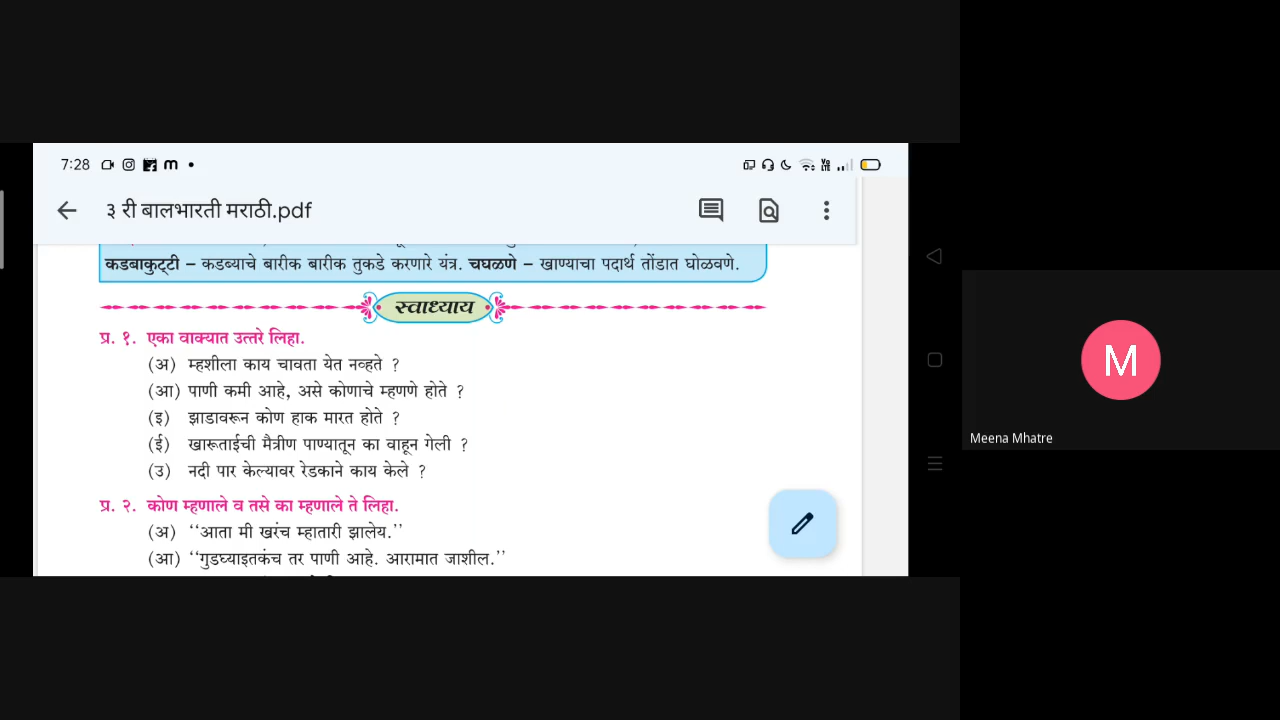 7:28
३ री बालभारती मराठी.pdf
कडबाकुट्टी – कडब्याचे बारीक बारीक तुकडे करणारे यंत्र. चघळणे – खाण्याचा पदार्थ तोंडात घोळवणे.
स्वाध्याय
प्र. १. एका वाक्यात उत्तरे लिहा.
(अ) म्हशीला काय चावता येत नव्हते ?
(आ) पाणी कमी आहे, असे कोणाचे म्हणणे होते ?
(इ) झाडावरून कोण हाक मारत होते ?
(ई) खारूताईची मैत्रीण पाण्यातून का वाहून गेली ?
(उ) नदी पार केल्यावर रेडकाने काय केले ?
प्र. २. कोण म्हणाले व तसे का म्हणाले ते लिहा.
(अ) ‘‘आता मी खरंच म्हातारी झालेय.’’
(आ) ‘‘गुडघ्याइतकंच तर पाणी आहे. आरामात जाशील.’’
M
Meena Mhatre